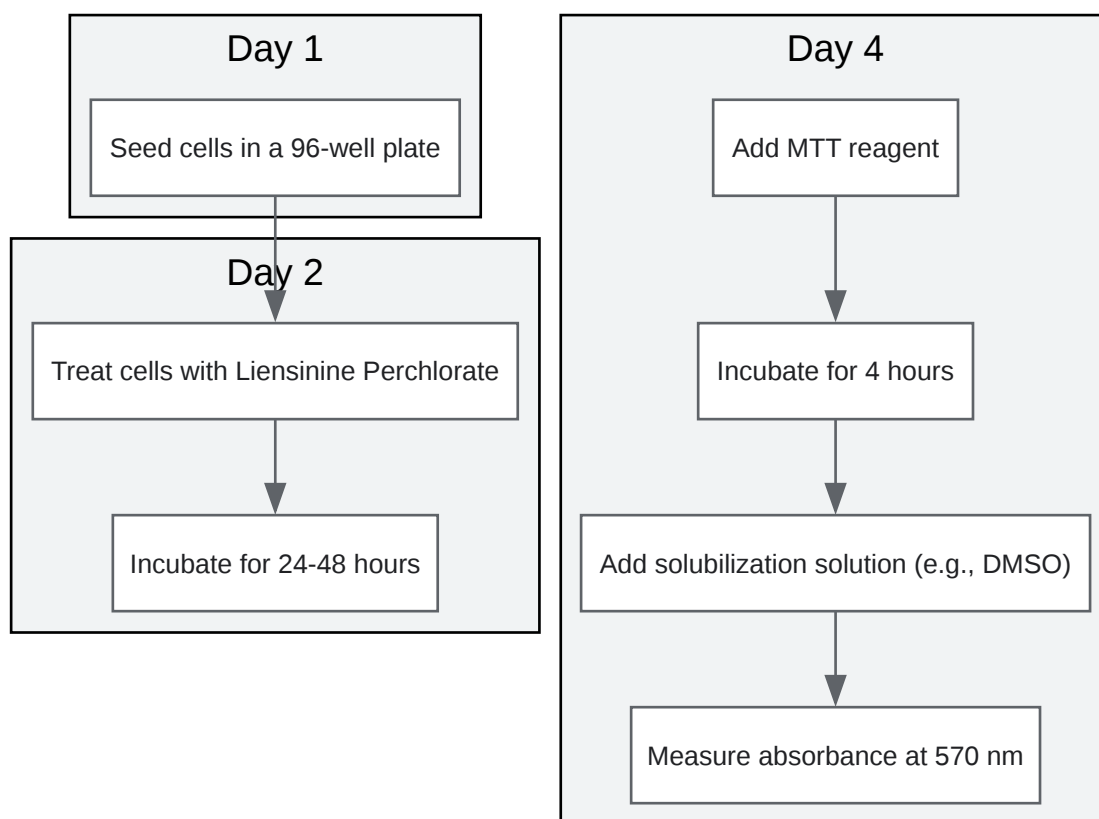 Day 1
Seed cells in a 96-well plate
Day 2
Treat cells with Liensinine Perchlorate
Incubate for 24-48 hours
Day 4
Add MTT reagent
Incubate for 4 hours
Add solubilization solution (e.g., DMSO)
Measure absorbance at 570 nm